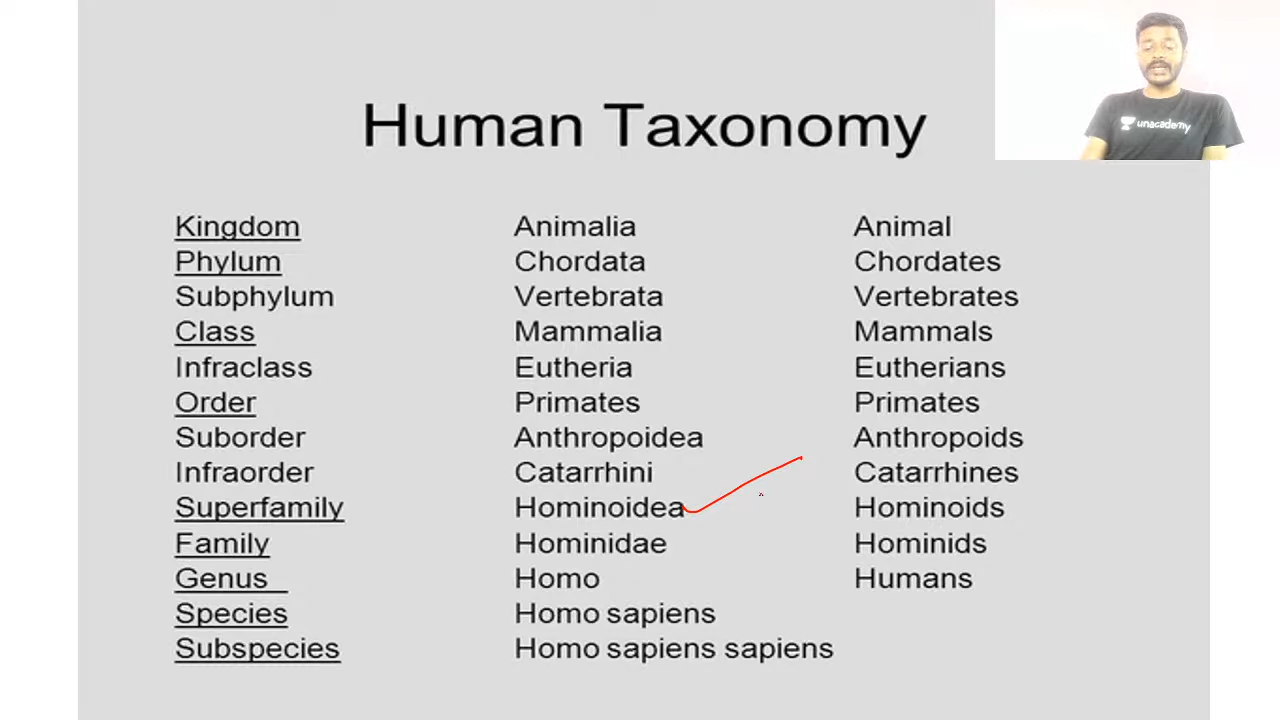 unacademy
Human Taxonomy
Kingdom Animalia Animal
Phylum Chordata Chordates
Subphylum Vertebrata Vertebrates
Class Mammalia Mammals
Infraclass Eutheria Eutherians
Order Primates Primates
Suborder Anthropoidea Anthropoids
Infraorder Catarrhini Catarrhines
Superfamily Hominoidea Hominoids
Family Hominidae Hominids
Genus Homo Humans
Species Homo sapiens
Subspecies Homo sapiens sapiens